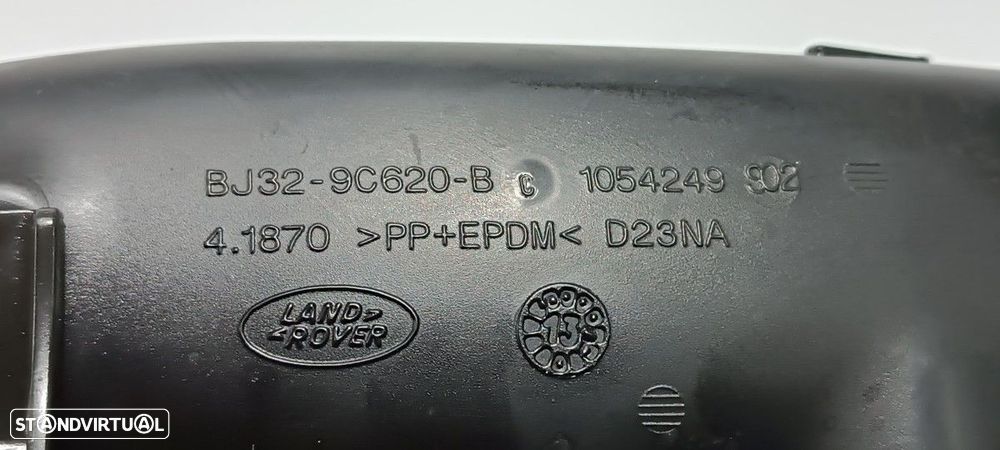 BJ32-9C620-B C 1054249 S02
4.1870 >PP+EPDM< D23NA
LAND>
<ROVER
13
STANDVIRTUAL